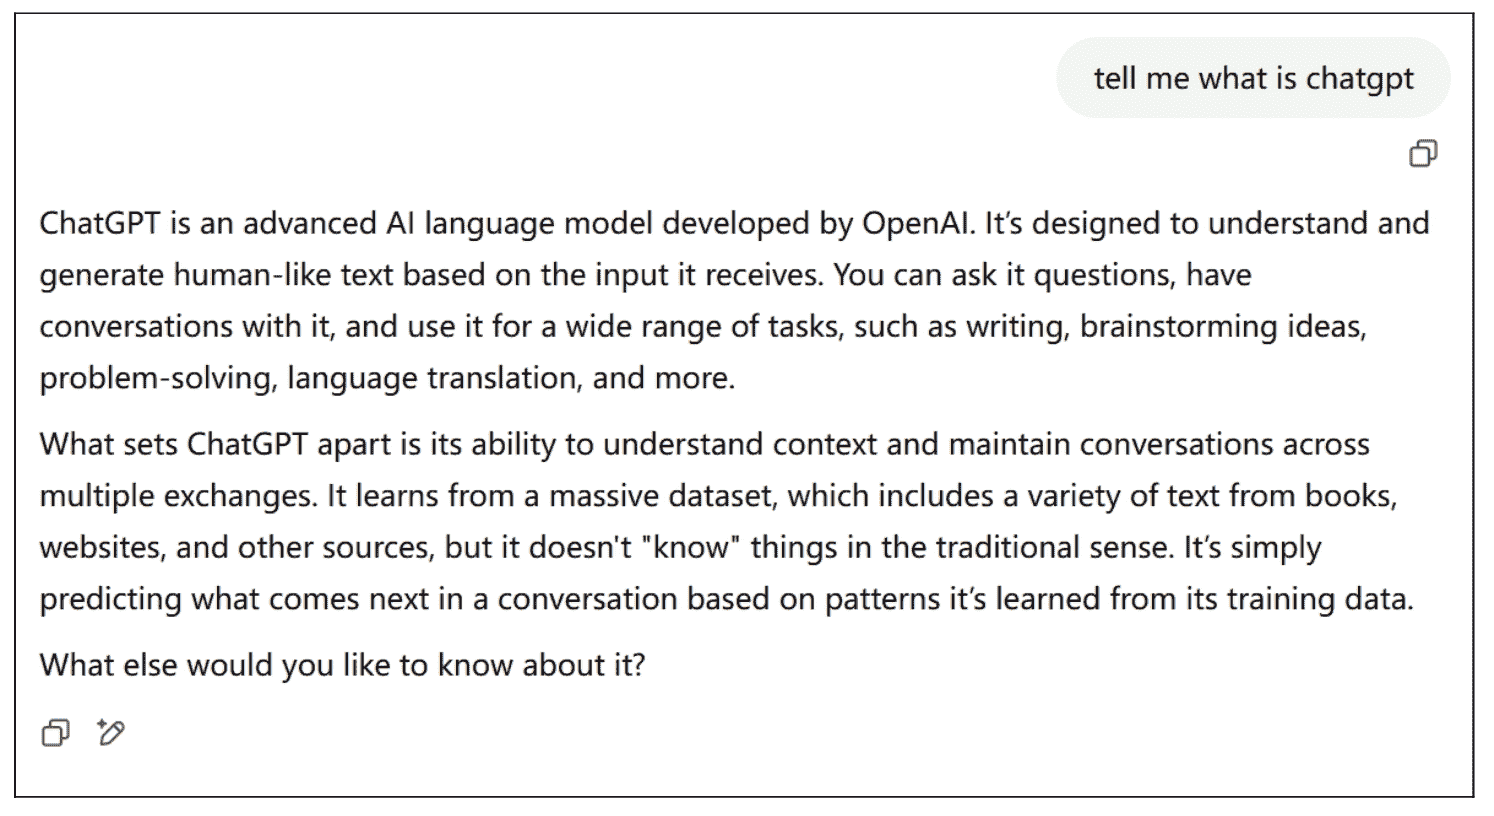 tell me what is chatgpt
ChatGPT is an advanced AI language model developed by OpenAI. It’s designed to understand and
generate human-like text based on the input it receives. You can ask it questions, have
conversations with it, and use it for a wide range of tasks, such as writing, brainstorming ideas,
problem-solving, language translation, and more.
What sets ChatGPT apart is its ability to understand context and maintain conversations across
multiple exchanges. It learns from a massive dataset, which includes a variety of text from books,
websites, and other sources, but it doesn't "know" things in the traditional sense. It’s simply
predicting what comes next in a conversation based on patterns it’s learned from its training data.
What else would you like to know about it?